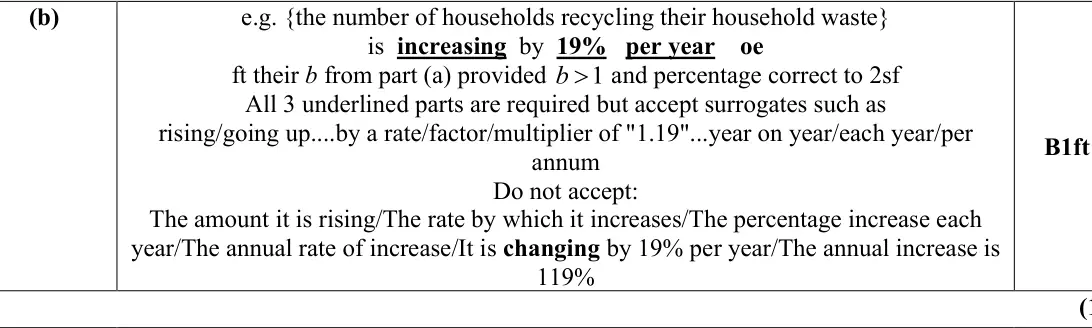 (b)
e.g. {the number of households recycling their household waste}
is increasing by 19% per year oe
ft their b from part (a) provided b > 1 and percentage correct to 2sf
All 3 underlined parts are required but accept surrogates such as
rising/going up....by a rate/factor/multiplier of "1.19"...year on year/each year/per
annum
Do not accept:
The amount it is rising/The rate by which it increases/The percentage increase each
year/The annual rate of increase/It is changing by 19% per year/The annual increase is
119%
B1ft